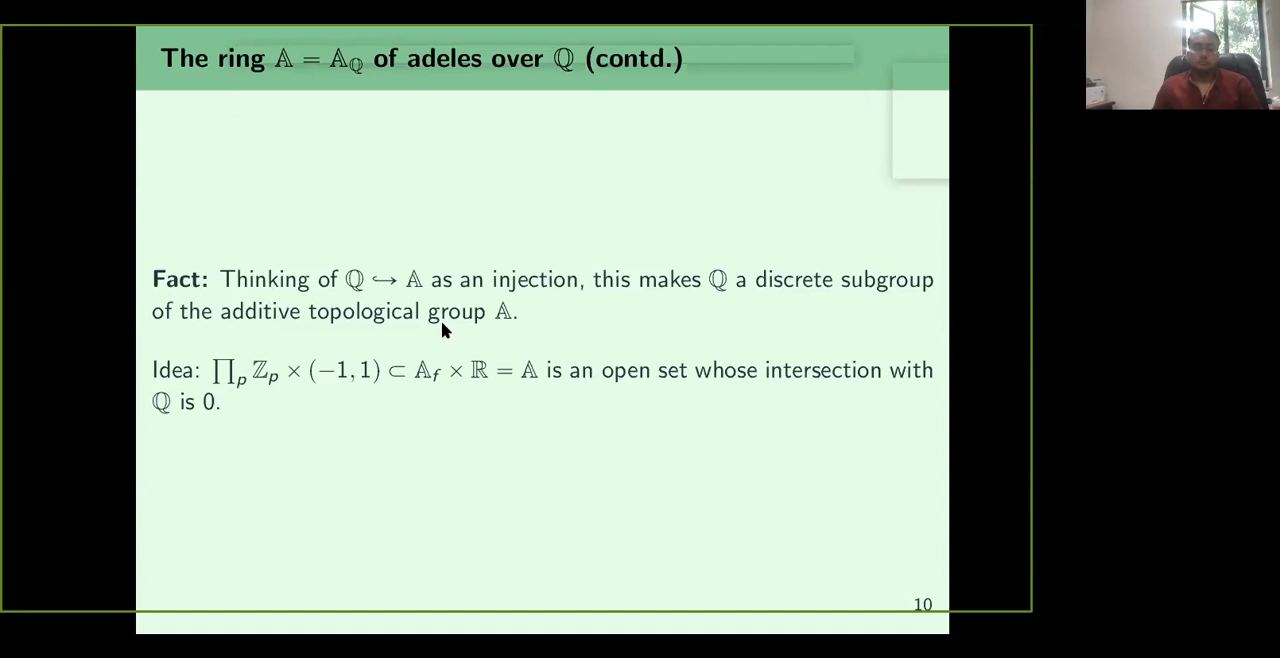 The ring 𝔸 = 𝔸_ℚ of adeles over ℚ (contd.)
Fact: Thinking of ℚ ↪ 𝔸 as an injection, this makes ℚ a discrete subgroup
of the additive topological group 𝔸.
Idea: ∏_p ℤ_p × (−1, 1) ⊂ 𝔸_f × ℝ = 𝔸 is an open set whose intersection with
ℚ is 0.
10